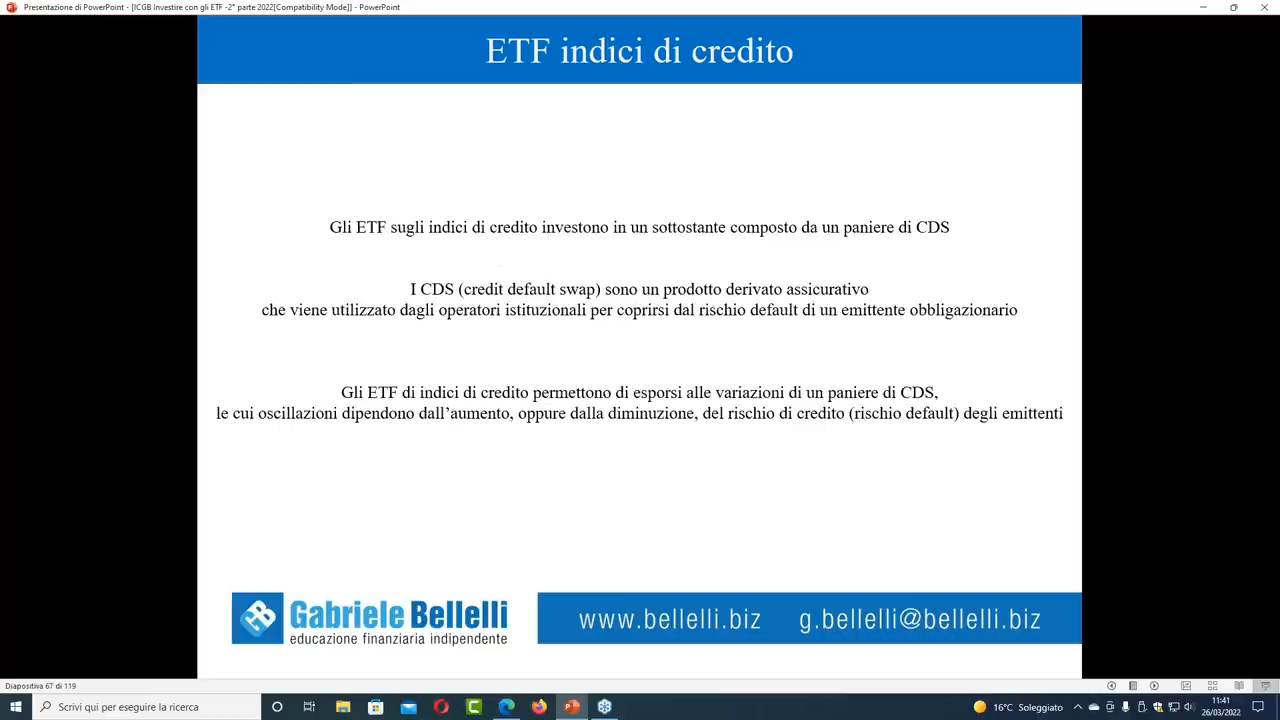 Presentazione di PowerPoint - [ICGB Investire con gli ETF -2° parte 2022[Compatibility Mode]] - PowerPoint
ETF indici di credito
Gli ETF sugli indici di credito investono in un sottostante composto da un paniere di CDS
I CDS (credit default swap) sono un prodotto derivato assicurativo
che viene utilizzato dagli operatori istituzionali per coprirsi dal rischio default di un emittente obbligazionario
Gli ETF di indici di credito permettono di esporsi alle variazioni di un paniere di CDS,
le cui oscillazioni dipendono dall’aumento, oppure dalla diminuzione, del rischio di credito (rischio default) degli emittenti
Gabriele Bellelli
educazione finanziaria indipendente
www.bellelli.biz g.bellelli@bellelli.biz
Diapositiva 67 di 119
Scrivi qui per eseguire la ricerca
16°C Soleggiato
11:41
26/03/2022